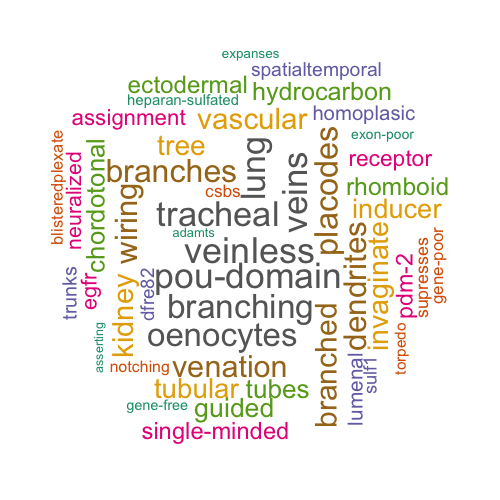 expanses
spatialtemporal
ectodermal
hydrocarbon
heparan-sulfated
homoplasic
assignment
vascular
exon-poor
tree
lung
receptor
blisteredplexate
neuralized
chordotonal
branches
veins
placodes
rhomboid
csbs
wiring
tracheal
inducer
adamts
veinless
dendrites
invaginate
pdm-2
supresses
gene-poor
trunks
egfr
kidney
dfre82
pou-domain
branching
branched
oenocytes
lumenal
sulf1
torpedo
asserting
notching
venation
tubular
tubes
gene-free
guided
single-minded